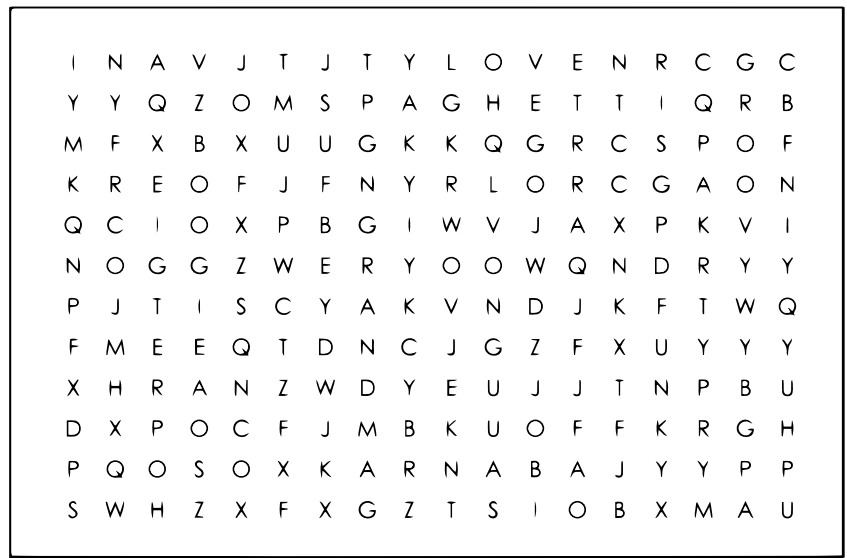 I N A V J T J T Y L O V E N R C G C
Y Y Q Z O M S P A G H E T T I Q R B
M F X B X U U G K K Q G R C S P O F
K R E O F J F N Y R L O R C G A O N
Q C I O X P B G I W V J A X P K V I
N O G G Z W E R Y O O W Q N D R Y Y
P J T I S C Y A K V N D J K F T W Q
F M E E Q T D N C J G Z F X U Y Y Y
X H R A N Z W D Y E U J J T N P B U
D X P O C F J M B K U O F F K R G H
P Q O S O X K A R N A B A J Y Y P P
S W H Z X F X G Z T S I O B X M A U